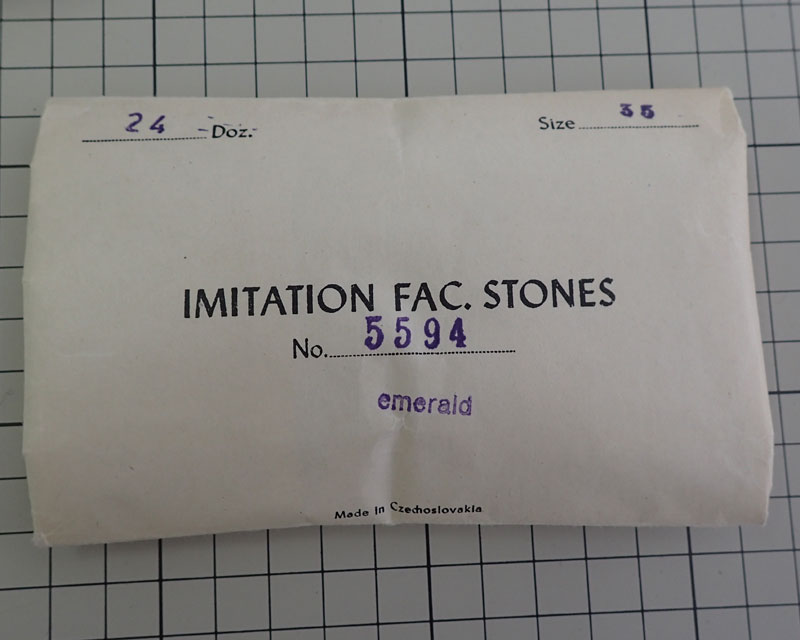 24 -Doz.-
Size 35
IMITATION FAC. STONES
No. 5594
emerald
Made in Czechoslovakia